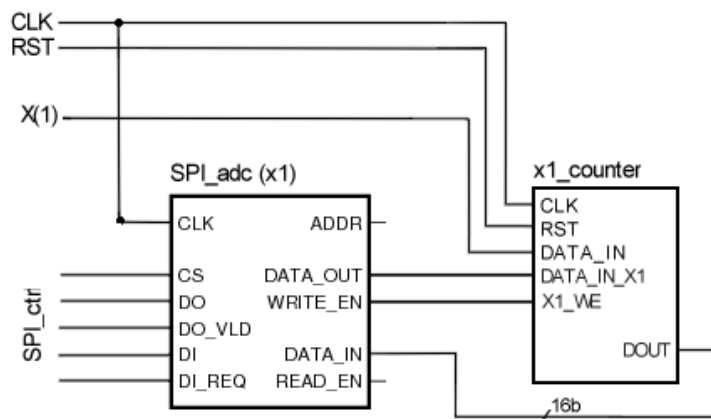 CLK
RST
X(1)
SPI_adc (x1)
x1_counter
CLK
ADDR
CS
DATA_OUT
DO
WRITE_EN
DO_VLD
DI
DATA_IN
DI_REQ
READ_EN
SPI_ctrl
CLK
RST
DATA_IN
DATA_IN_X1
X1_WE
DOUT
16b